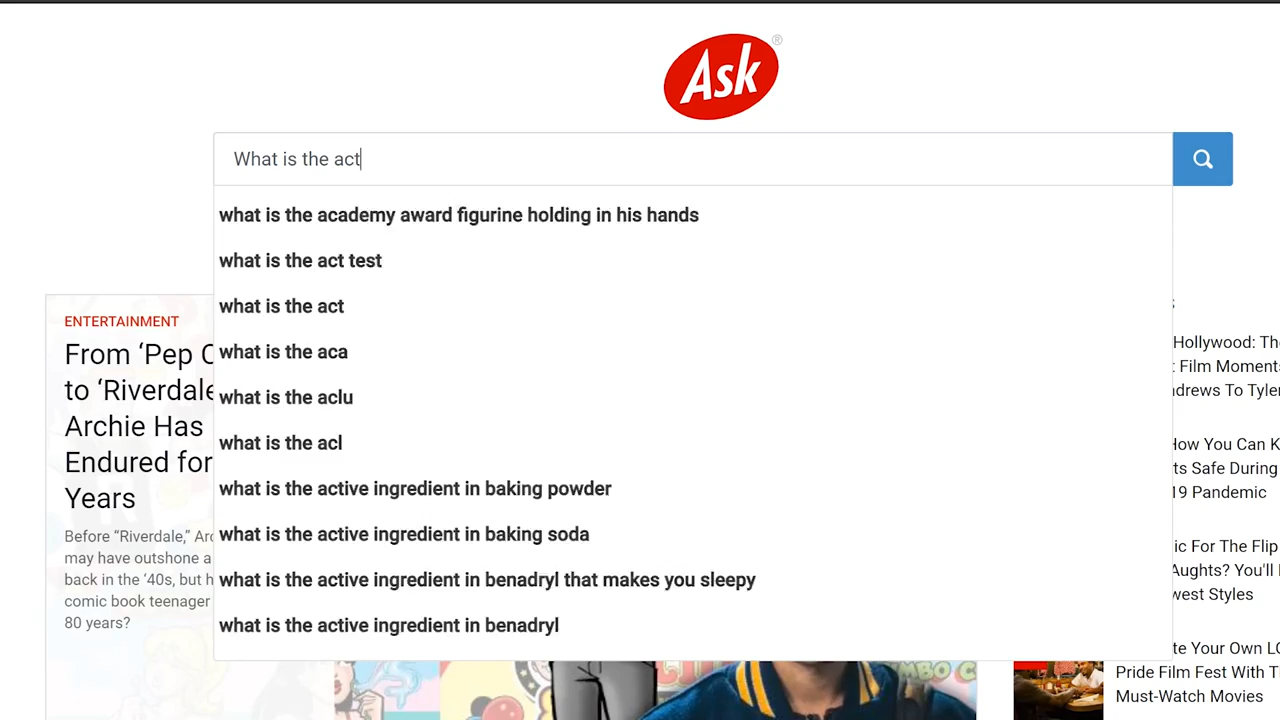 Ask®
What is the act
what is the academy award figurine holding in his hands
what is the act test
what is the act
what is the aca
what is the aclu
what is the acl
what is the active ingredient in baking powder
what is the active ingredient in baking soda
what is the active ingredient in benadryl that makes you sleepy
what is the active ingredient in benadryl
ENTERTAINMENT
From ‘Pep C
to ‘Riverdale
Archie Has
Endured for
Years
Before “Riverdale,” Arc
may have outshone a
back in the ’40s, but h
comic book teenager
80 years?
Hollywood: The
Film Moments
ndrews To Tyler
How You Can K
ts Safe During
19 Pandemic
ic For The Flip
Aughts? You'll
west Styles
te Your Own LG
Pride Film Fest With T
Must-Watch Movies